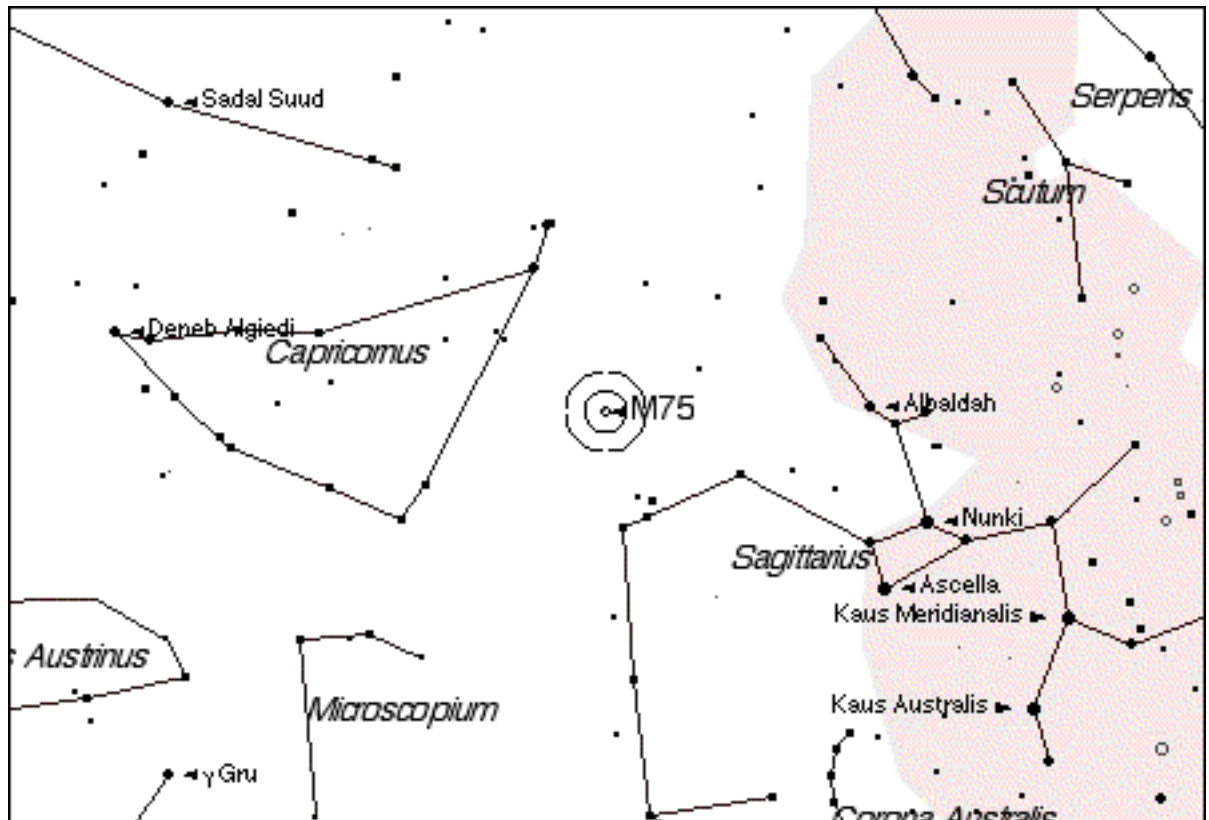 Sadal Suud
Serpens
Scutum
Deneb Algiedi
Capricornus
M75
Albaldah
Nunki
Sagittarius
Ascella
Kaus Meridianalis
s Austrinus
Microscopium
Kaus Australis
γ Gru
Corona Australis